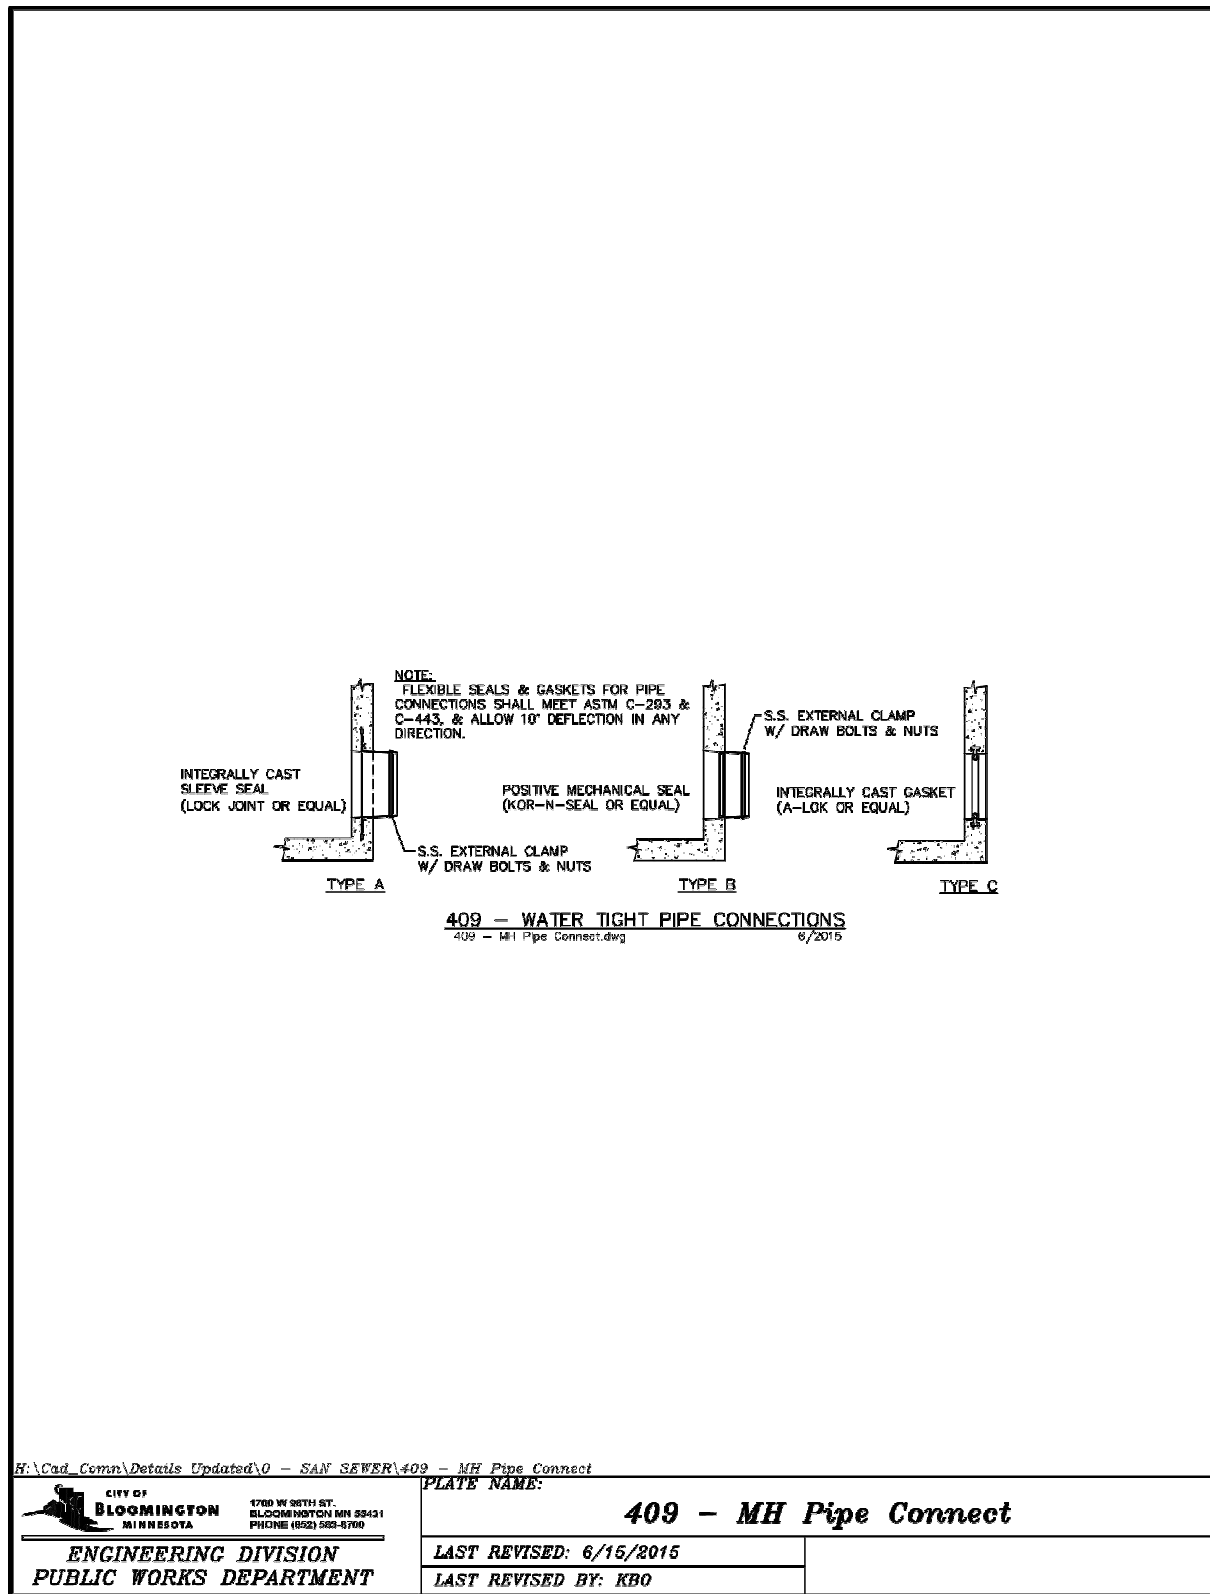 NOTE:
FLEXIBLE SEALS & GASKETS FOR PIPE
CONNECTIONS SHALL MEET ASTM C-293 &
C-443, & ALLOW 10° DEFLECTION IN ANY
DIRECTION.
INTEGRALLY CAST
SLEEVE SEAL
(LOCK JOINT OR EQUAL)
S.S. EXTERNAL CLAMP
W/ DRAW BOLTS & NUTS
TYPE A
POSITIVE MECHANICAL SEAL
(KOR-N-SEAL OR EQUAL)
S.S. EXTERNAL CLAMP
W/ DRAW BOLTS & NUTS
TYPE B
INTEGRALLY CAST GASKET
(A-LOK OR EQUAL)
TYPE C
409 - WATER TIGHT PIPE CONNECTIONS
409 - MH Pipe Connect.dwg 6/2015
H:\Cad_Comn\Details Updated\0 - SAN SEWER\409 - MH Pipe Connect
CITY OF
BLOOMINGTON
MINNESOTA
1700 W 98TH ST.
BLOOMINGTON MN 55431
PHONE (952) 563-8700
ENGINEERING DIVISION
PUBLIC WORKS DEPARTMENT
PLATE NAME:
409 - MH Pipe Connect
LAST REVISED: 6/15/2015
LAST REVISED BY: KBO